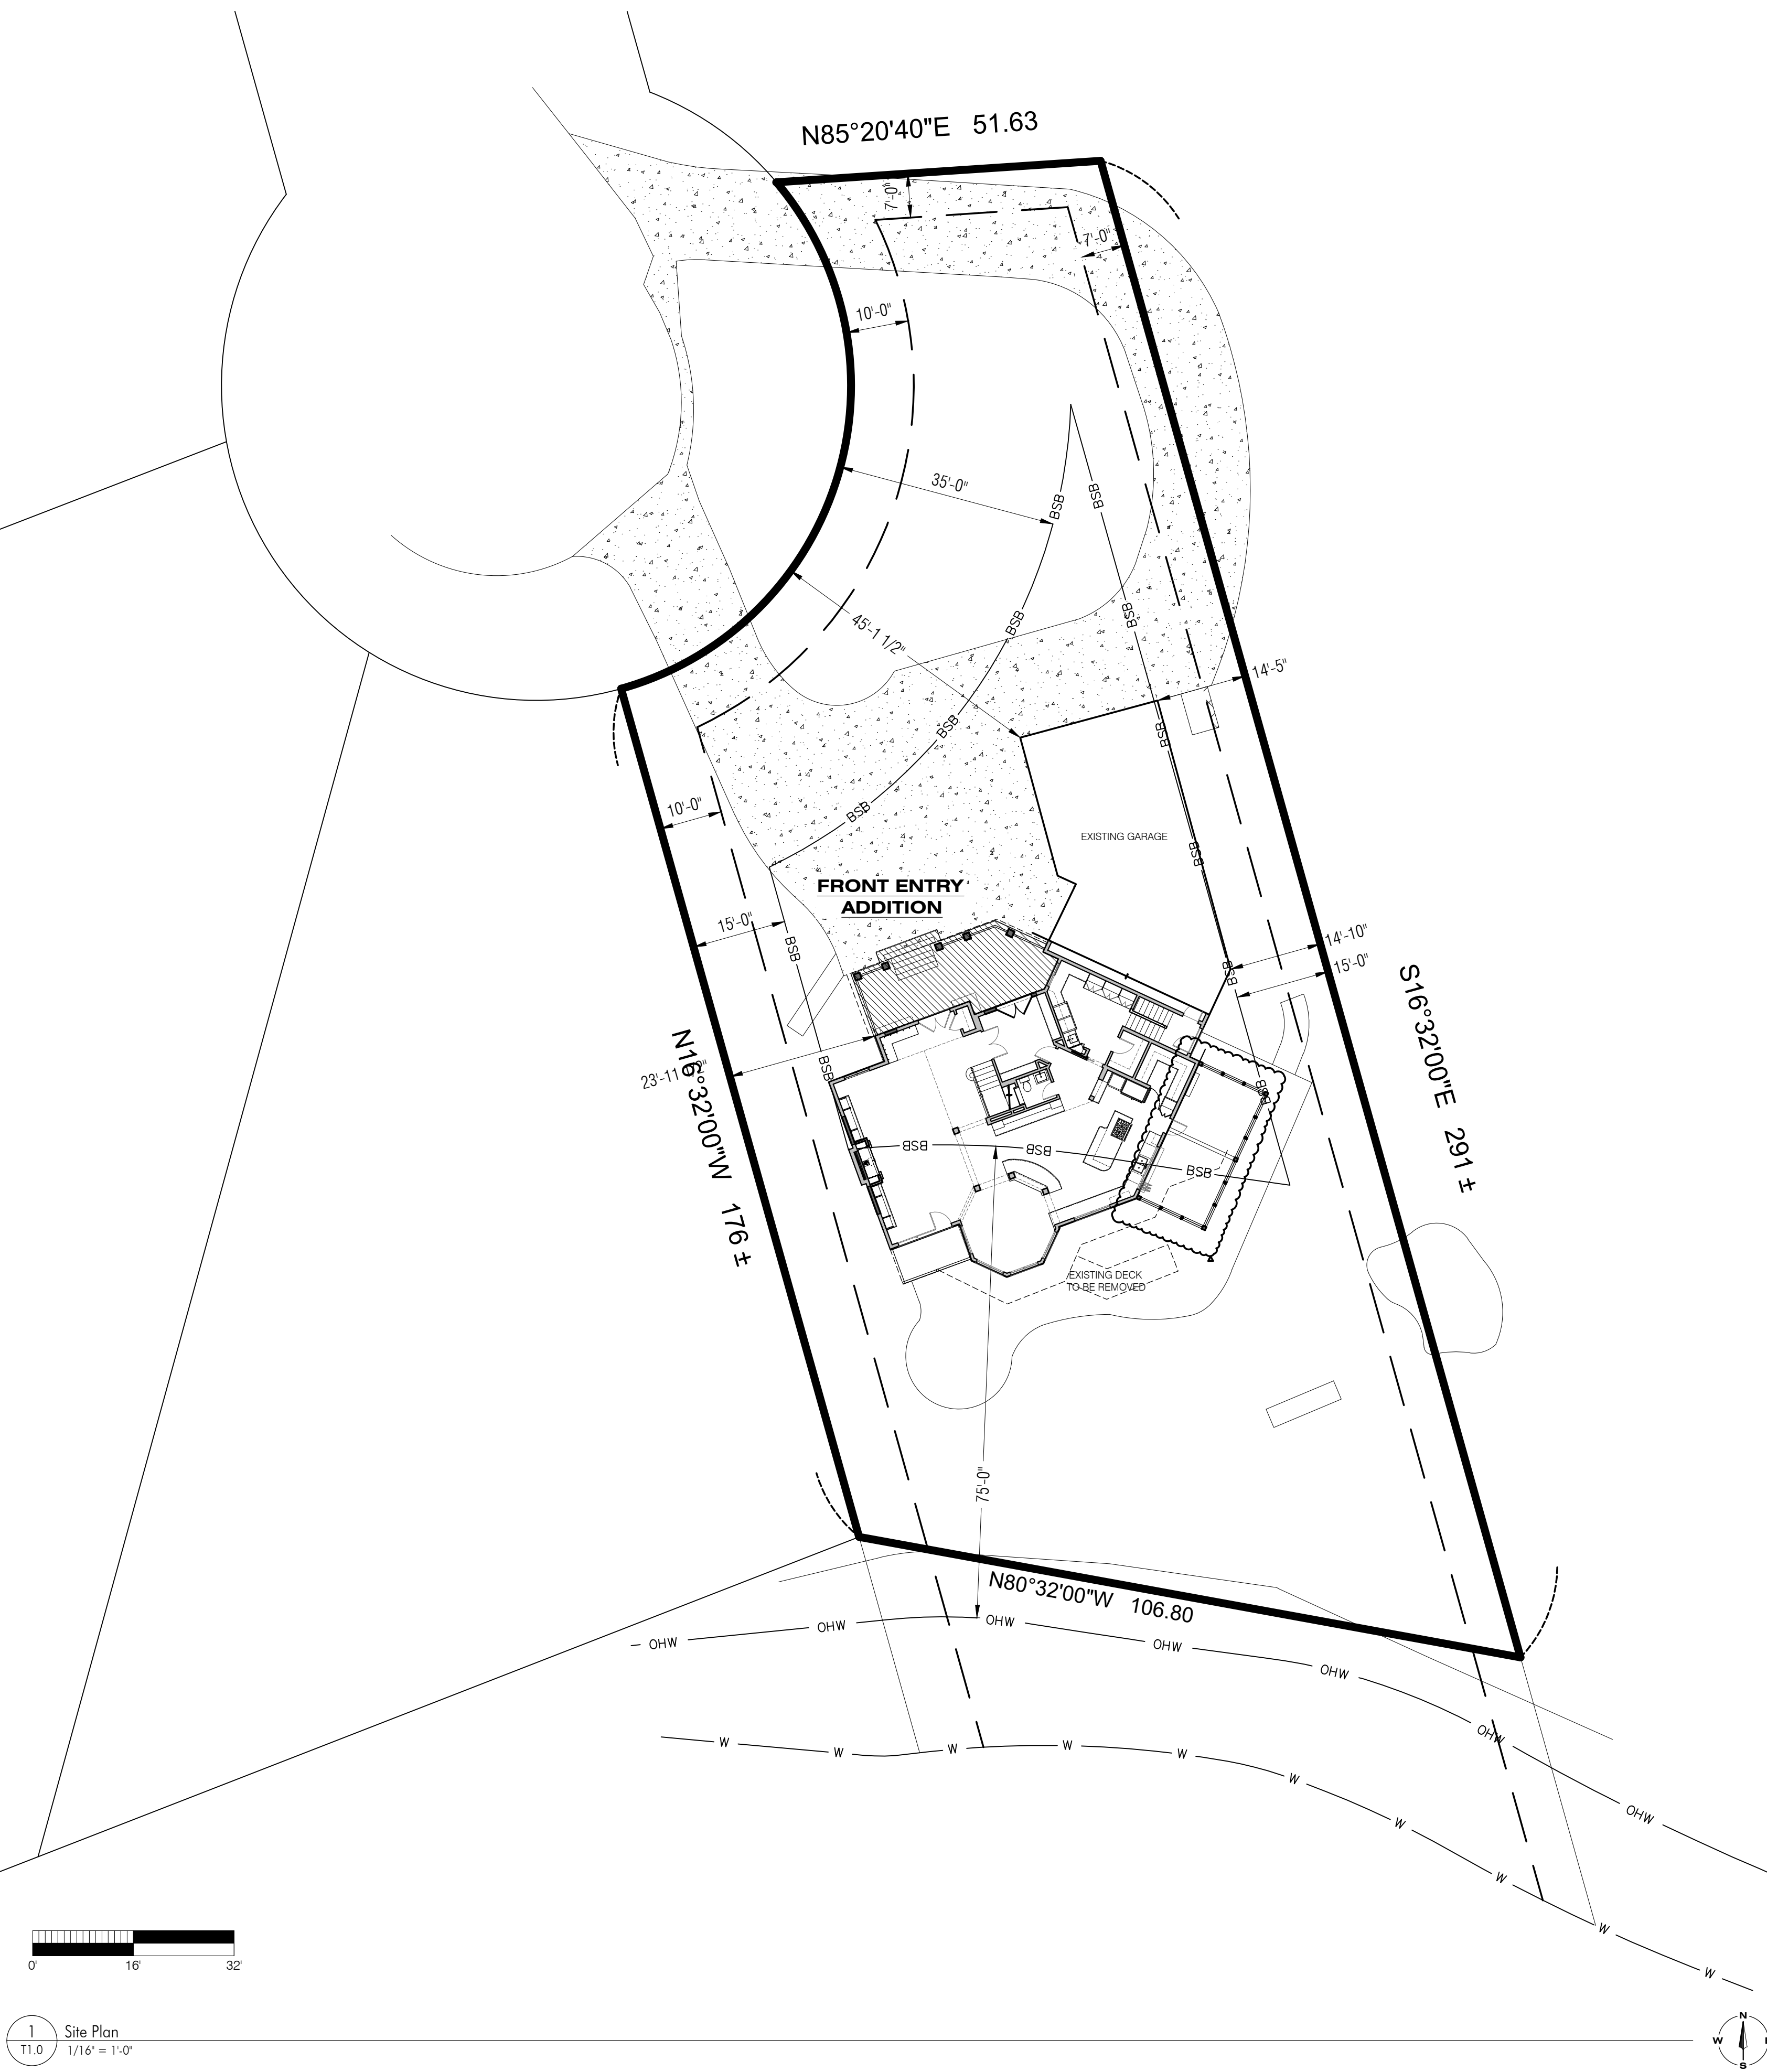 N85°20'40"E 51.63
7'-0"
7'-0"
10'-0"
35'-0"
BSB
BSB
45'-1 1/2"
BSB
BSB
14'-5"
BSB
BSB
10'-0"
BSB
EXISTING GARAGE
BSB
FRONT ENTRY
ADDITION
15'-0"
BSB
14'-10"
15'-0"
BSB
S16°32'00"E 291 ±
N16°32'00"W 176 ±
BSB
BSB
BSB
BSB
BSB
EXISTING DECK
TO BE REMOVED
75'-0"
N80°32'00"W 106.80
OHW
OHW
OHW
OHW
OHW
OHW
OHW
W
W
W
W
W
W
W
W
W
W
0' 16' 32'
1
T1.0
Site Plan
1/16" = 1'-0"
N
W
S